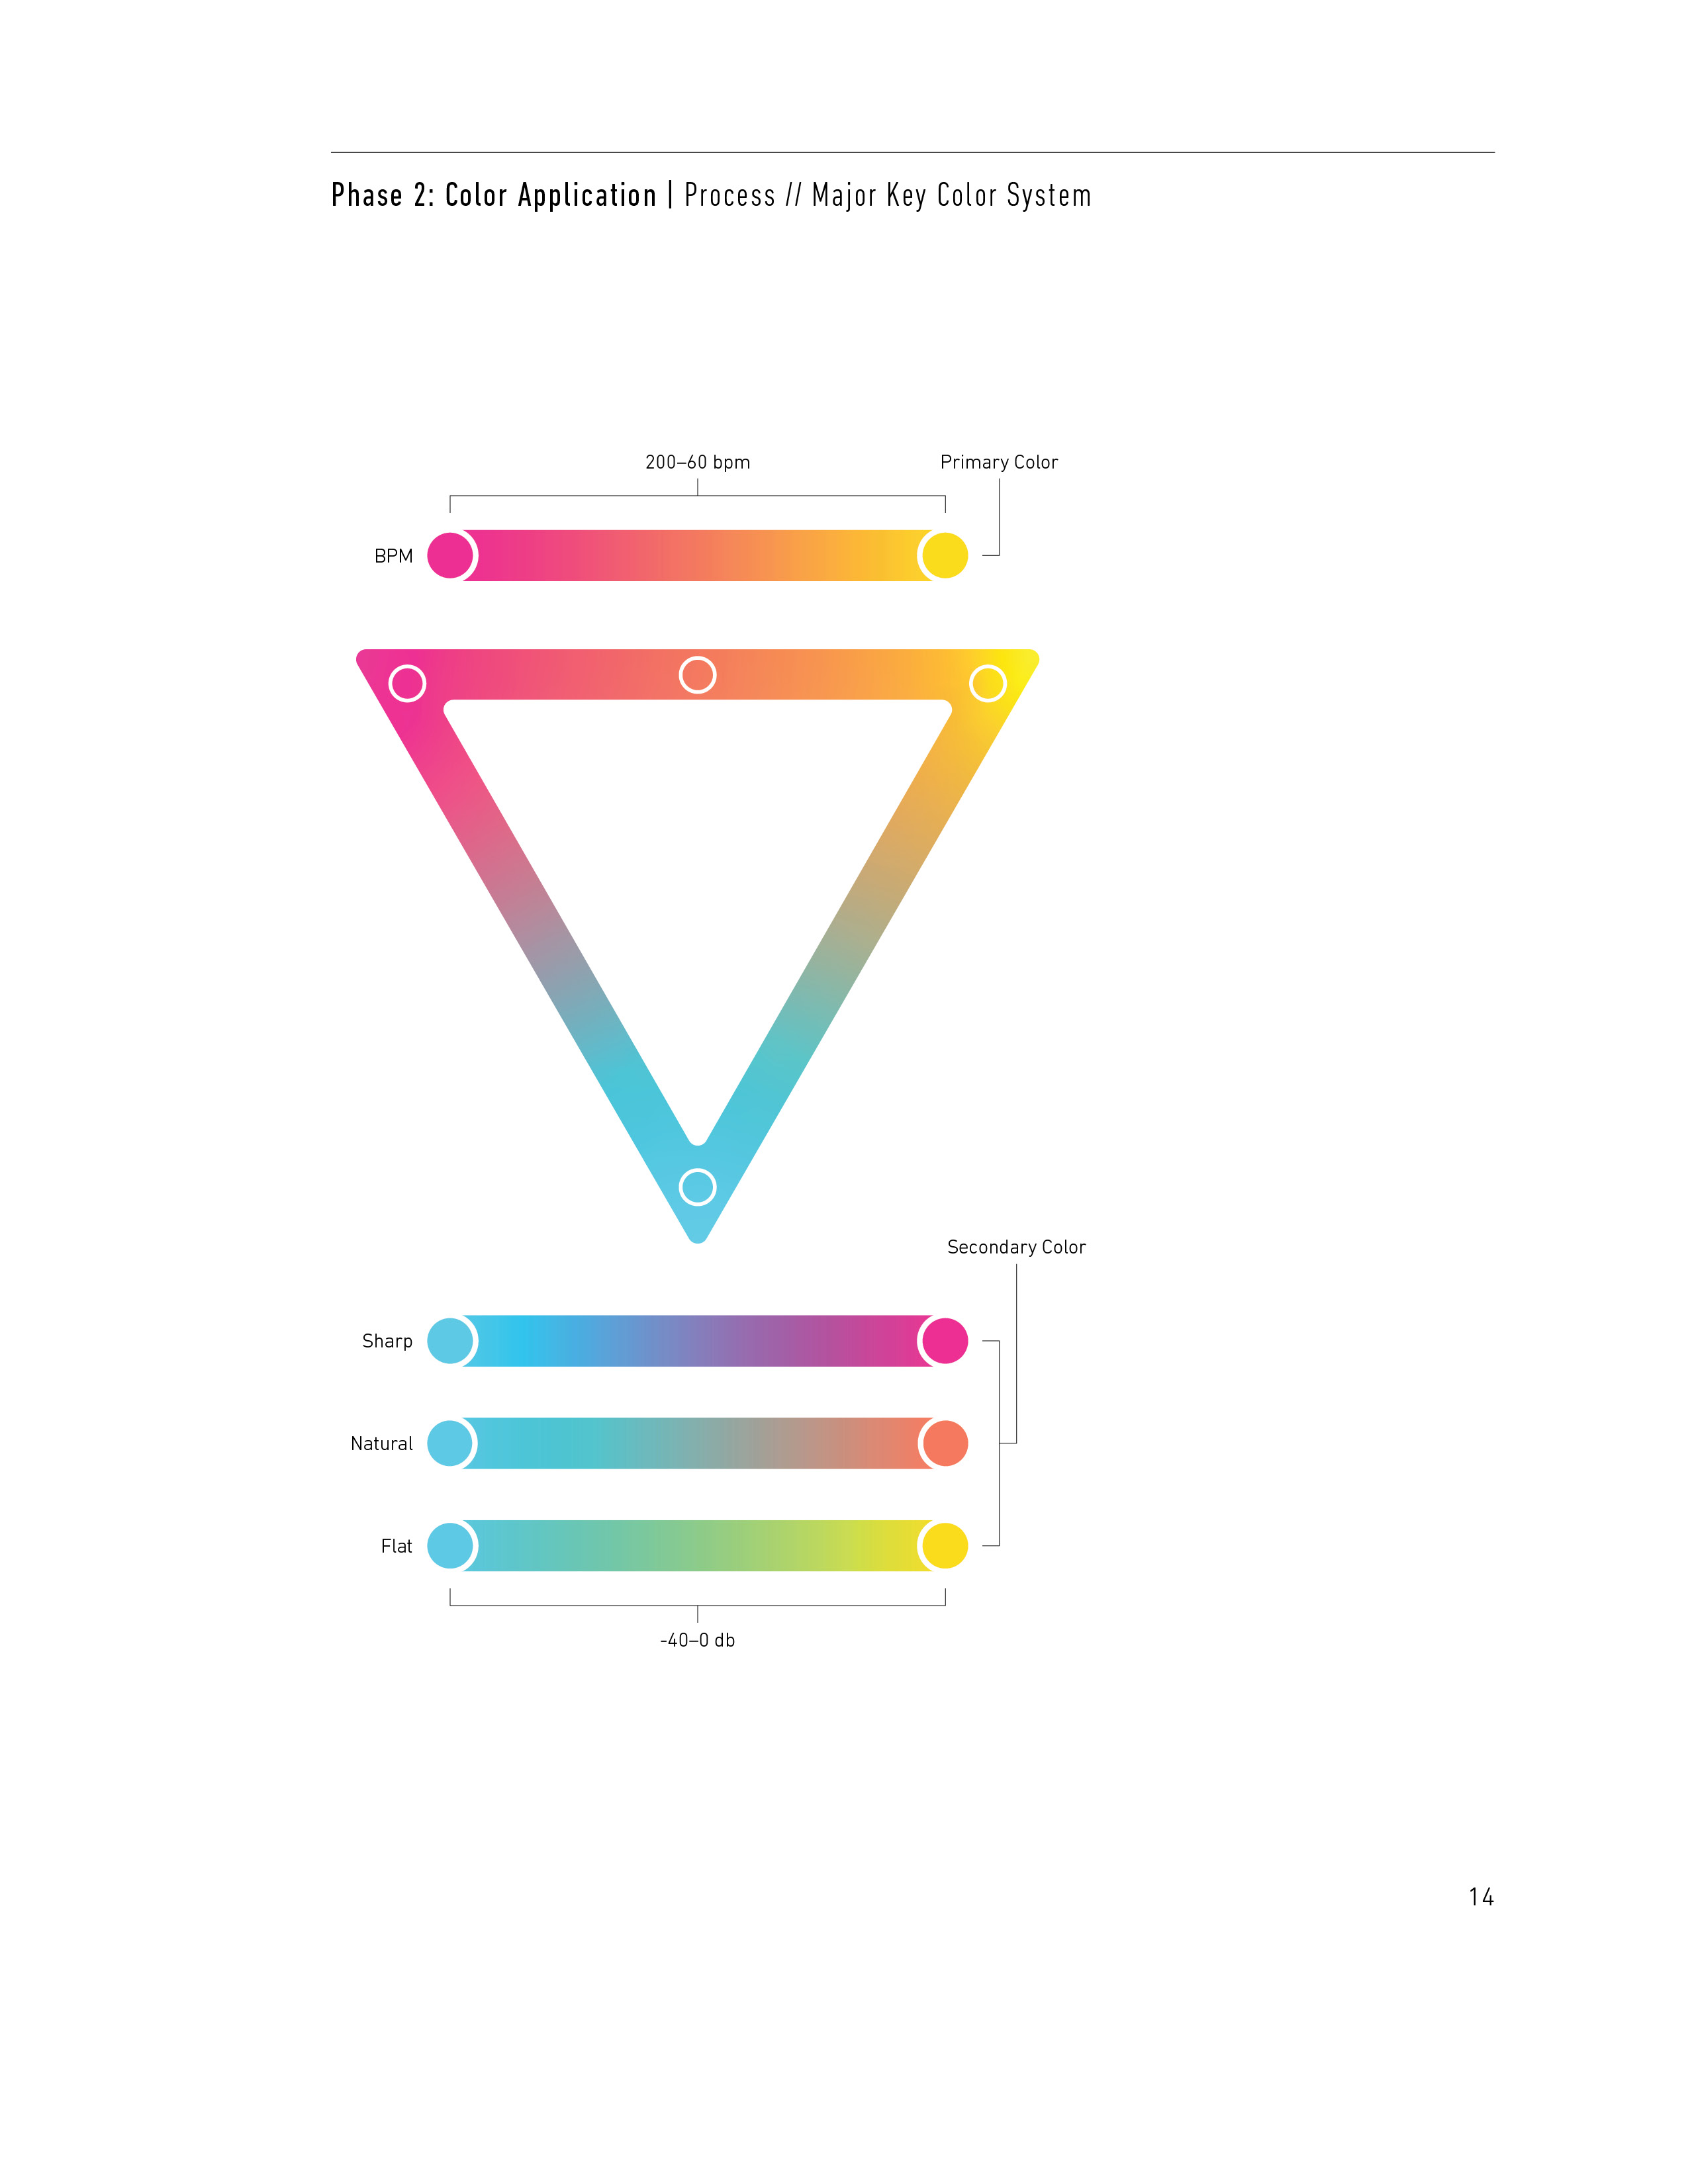 Phase 2: Color Application | Process // Major Key Color System
200–60 bpm
Primary Color
BPM
Secondary Color
Sharp
Natural
Flat
-40–0 db
14